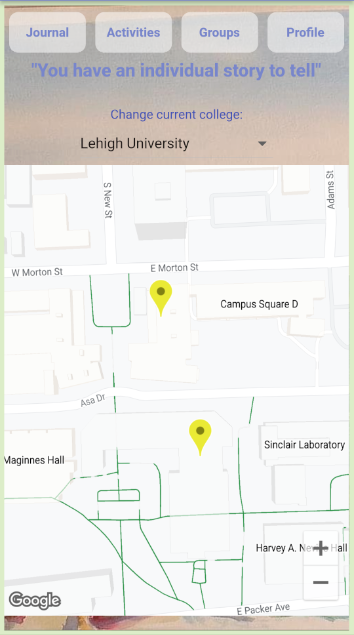 Journal
Activities
Groups
Profile
"You have an individual story to tell"
Change current college:
Lehigh University
S New St
Adams St
W Morton St
E Morton St
Campus Square D
Asa Dr
Maginnes Hall
Sinclair Laboratory
Harvey A. Hall
+
−
Google
E Packer Ave